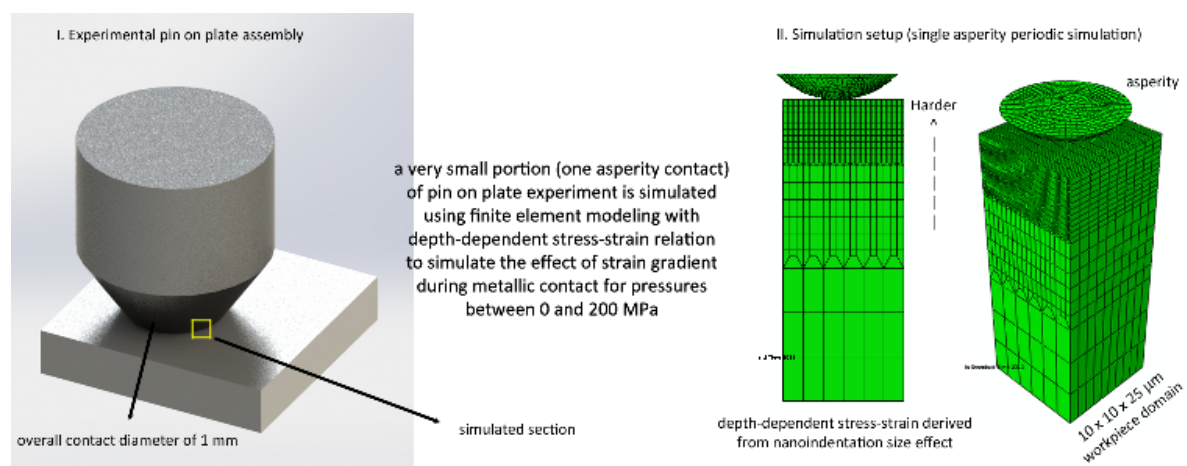 I. Experimental pin on plate assembly
II. Simulation setup (single asperity periodic simulation)
asperity
Harder
a very small portion (one asperity contact)
of pin on plate experiment is simulated
using finite element modeling with
depth-dependent stress-strain relation
to simulate the effect of strain gradient
during metallic contact for pressures
between 0 and 200 MPa
overall contact diameter of 1 mm
simulated section
depth-dependent stress-strain derived
from nanoindentation size effect
10 x 10 x 25 µm
workpiece domain